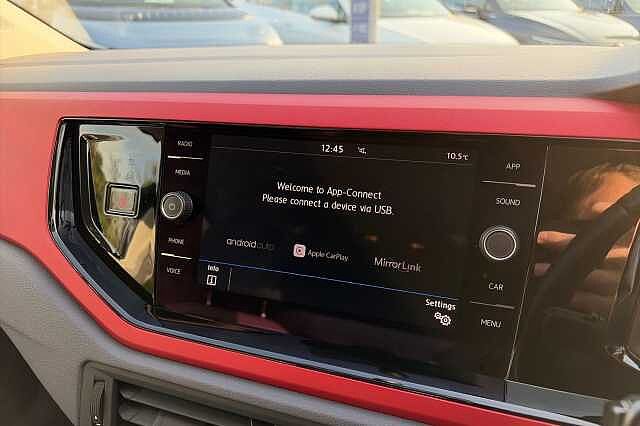 RADIO
MEDIA
PHONE
VOICE
12:45
10.5°C
Welcome to App-Connect
Please connect a device via USB.
androidauto
Apple CarPlay
MirrorLink
Info
Settings
APP
SOUND
CAR
MENU